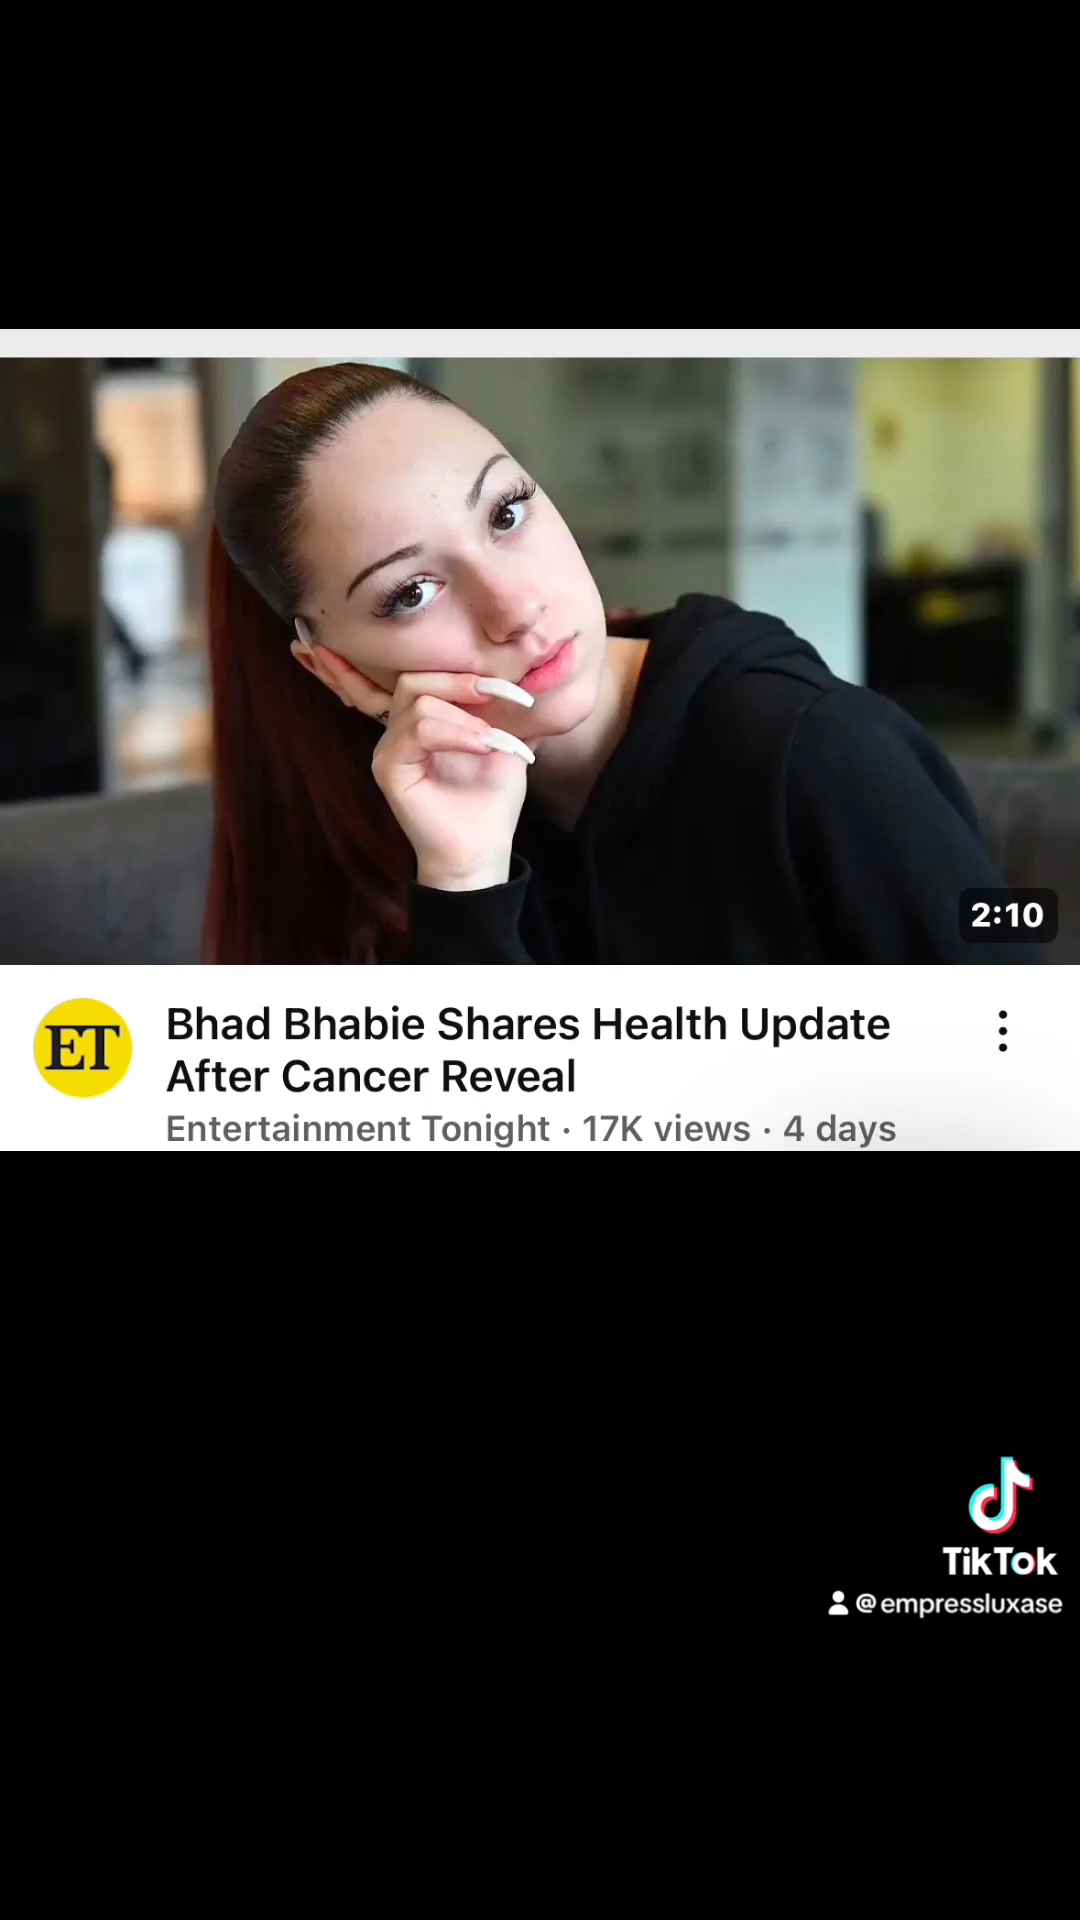 2:10
ET
Bhad Bhabie Shares Health Update
After Cancer Reveal
Entertainment Tonight · 17K views · 4 days
TikTok
@empressluxase